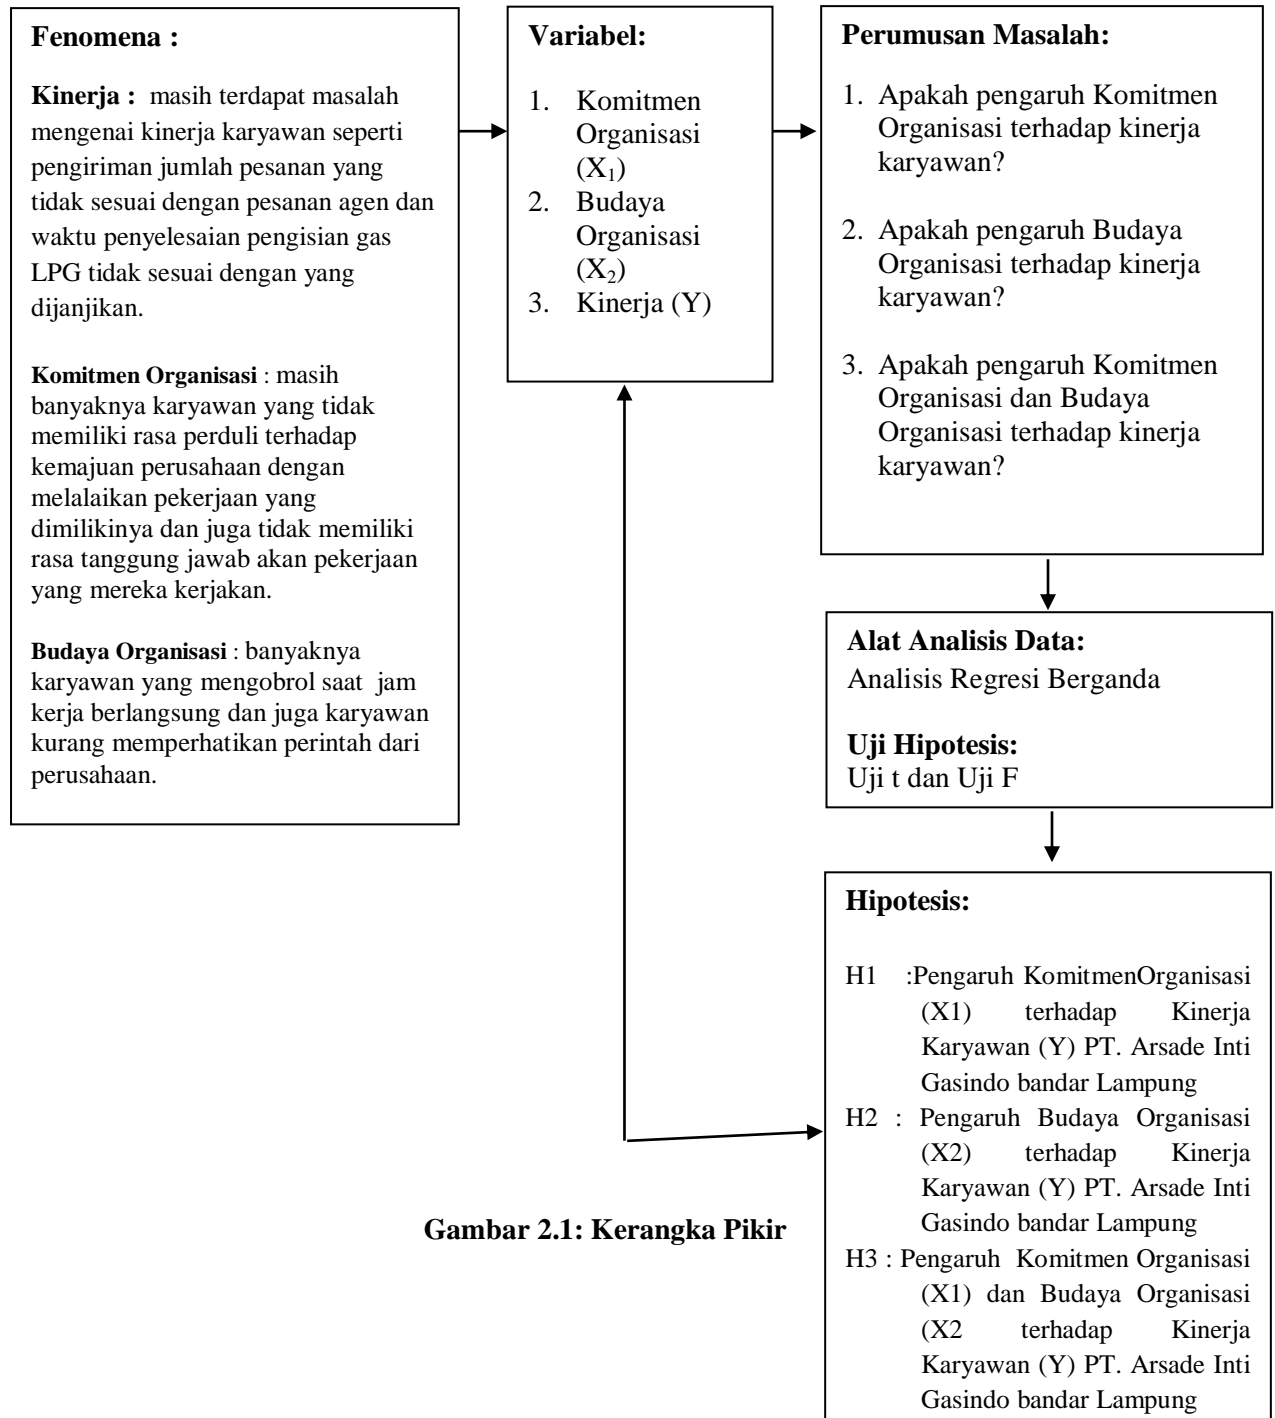 Fenomena :
Kinerja : masih terdapat masalah
mengenai kinerja karyawan seperti
pengiriman jumlah pesanan yang
tidak sesuai dengan pesanan agen dan
waktu penyelesaian pengisian gas
LPG tidak sesuai dengan yang
dijanjikan.
Komitmen Organisasi : masih
banyaknya karyawan yang tidak
memiliki rasa perduli terhadap
kemajuan perusahaan dengan
melalaikan pekerjaan yang
dimilikinya dan juga tidak memiliki
rasa tanggung jawab akan pekerjaan
yang mereka kerjakan.
Budaya Organisasi : banyaknya
karyawan yang mengobrol saat jam
kerja berlangsung dan juga karyawan
kurang memperhatikan perintah dari
perusahaan.
Variabel:
1. Komitmen
Organisasi
(X₁)
2. Budaya
Organisasi
(X₂)
3. Kinerja (Y)
Perumusan Masalah:
1. Apakah pengaruh Komitmen
Organisasi terhadap kinerja
karyawan?
2. Apakah pengaruh Budaya
Organisasi terhadap kinerja
karyawan?
3. Apakah pengaruh Komitmen
Organisasi dan Budaya
Organisasi terhadap kinerja
karyawan?
Alat Analisis Data:
Analisis Regresi Berganda
Uji Hipotesis:
Uji t dan Uji F
Hipotesis:
H1 :Pengaruh KomitmenOrganisasi
(X1) terhadap Kinerja
Karyawan (Y) PT. Arsade Inti
Gasindo bandar Lampung
H2 : Pengaruh Budaya Organisasi
(X2) terhadap Kinerja
Karyawan (Y) PT. Arsade Inti
Gasindo bandar Lampung
H3 : Pengaruh Komitmen Organisasi
(X1) dan Budaya Organisasi
(X2 terhadap Kinerja
Karyawan (Y) PT. Arsade Inti
Gasindo bandar Lampung
Gambar 2.1: Kerangka Pikir